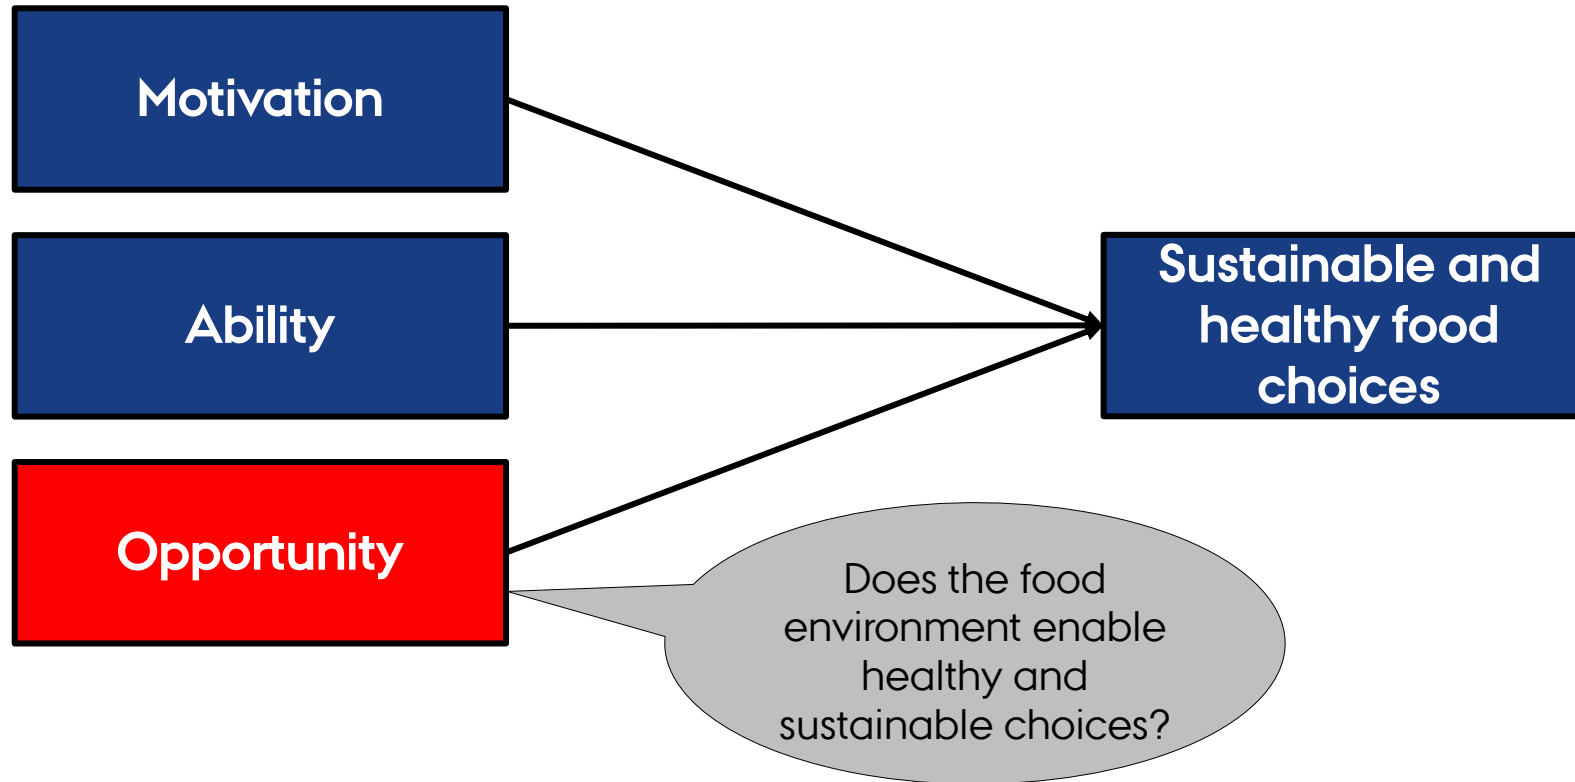 Motivation
Ability
Opportunity
Sustainable and
healthy food
choices
Does the food
environment enable
healthy and
sustainable choices?